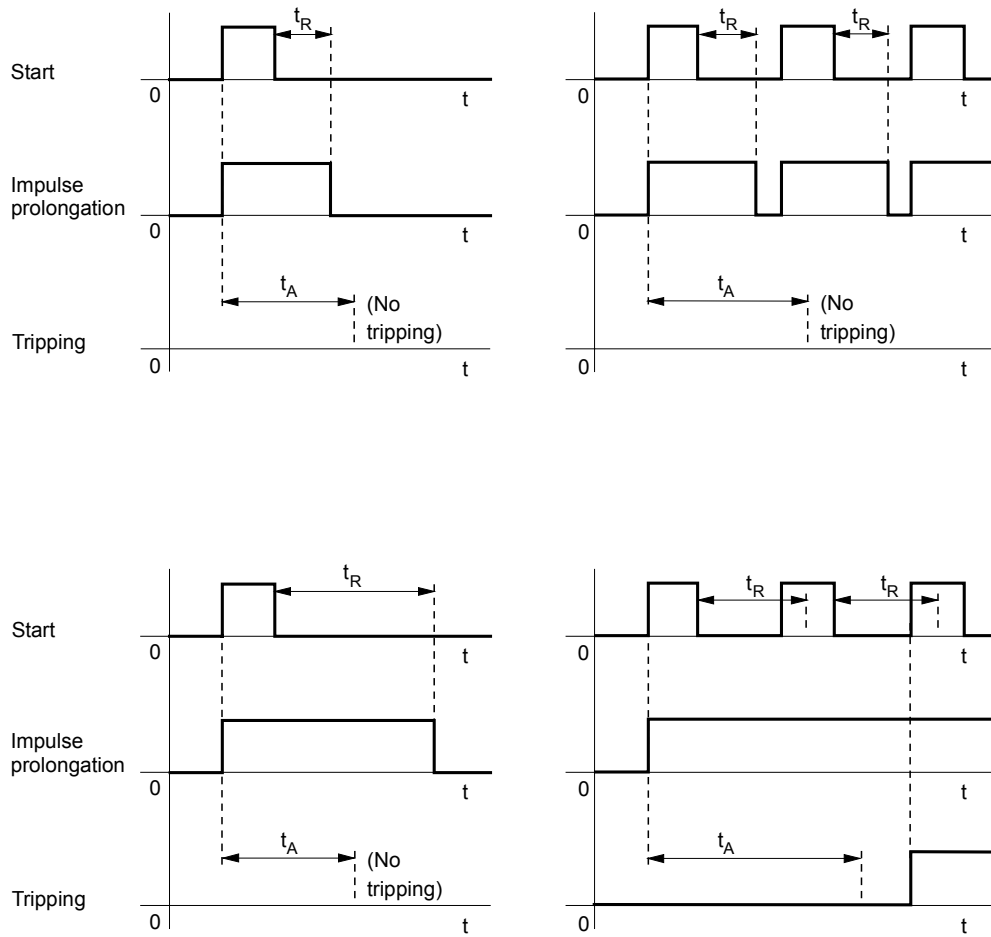 t_R
Start
0
t
Impulse
prolongation
0
t
t_A
(No
tripping)
Tripping
0
t
t_R
t_R
0
t
0
t
t_A
(No
tripping)
0
t
t_R
Start
0
t
Impulse
prolongation
0
t
t_A
(No
tripping)
Tripping
0
t
t_R
t_R
0
t
0
t
t_A
0
t